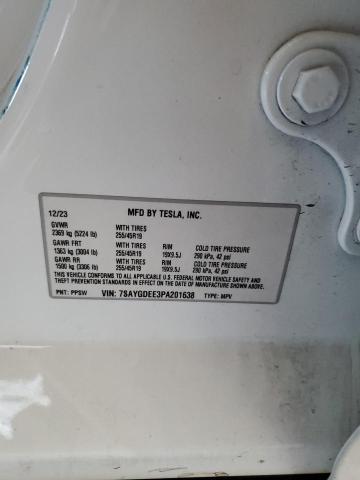 12/23 MFD BY TESLA, INC.
GVWR WITH TIRES
2369 kg (5224 lb) 255/45R19
GAWR FRT WITH TIRES RIM COLD TIRE PRESSURE
1363 kg (3004 lb) 255/45R19 19X9.5J 290 kPa, 42 psi
GAWR RR WITH TIRES RIM COLD TIRE PRESSURE
1500 kg (3306 lb) 255/45R19 19X9.5J 290 kPa, 42 psi
THIS VEHICLE CONFORMS TO ALL APPLICABLE U.S. FEDERAL MOTOR VEHICLE SAFETY AND
THEFT PREVENTION STANDARDS IN EFFECT ON THE DATE OF MANUFACTURE SHOWN ABOVE.
PNT: PPSW VIN: 7SAYGDEE3PA201638 TYPE: MPV